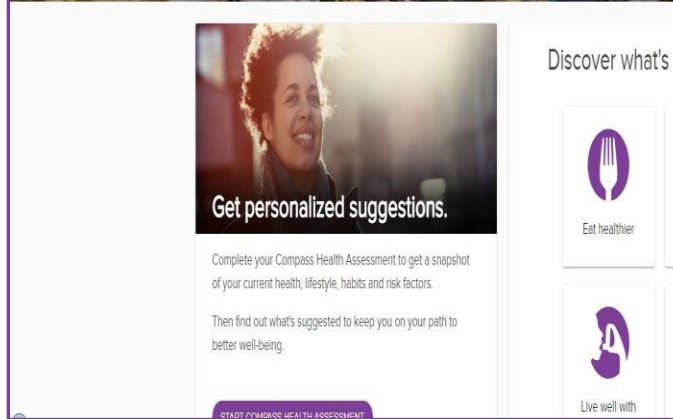 Discover what's
Get personalized suggestions.
Eat healthier
Complete your Compass Health Assessment to get a snapshot
of your current health, lifestyle, habits and risk factors.
Then find out what's suggested to keep you on your path to
better well-being.
START COMPASS HEALTH ASSESSMENT
Live well with